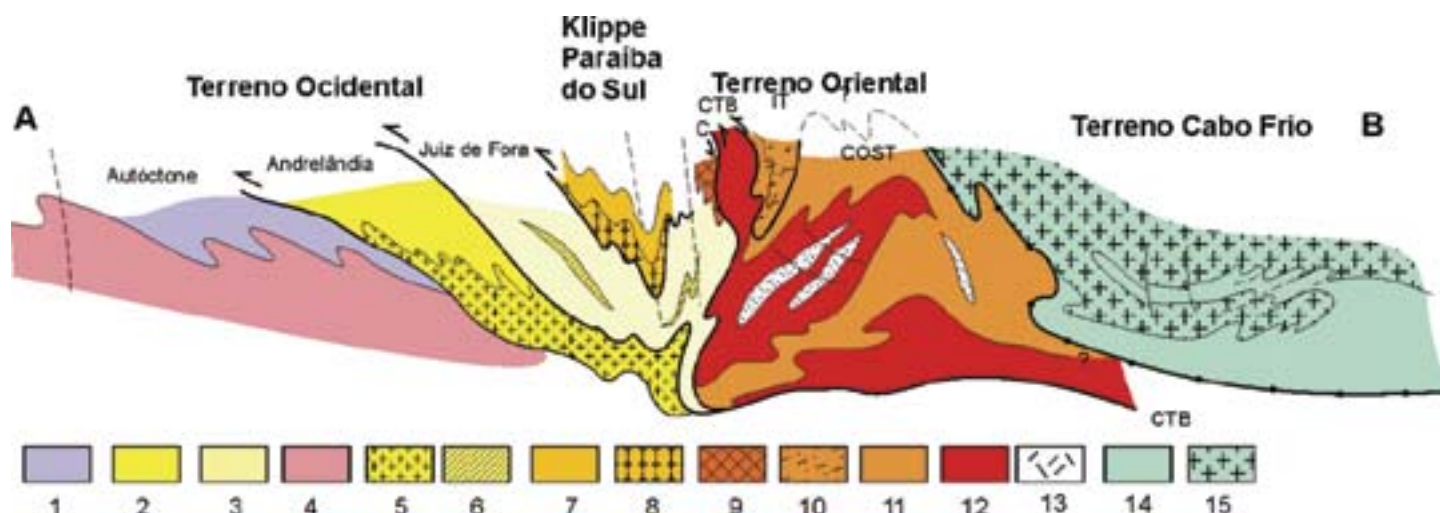 Klippe
Paraíba
do Sul
Terreno Ocidental
Terreno Oriental
CTB
IT
A
C
Terreno Cabo Frio
B
Juiz de Fora
COST
Andrelândia
Autóctone
?
CTB
1 2 3 4 5 6 7 8 9 10 11 12 13 14 15